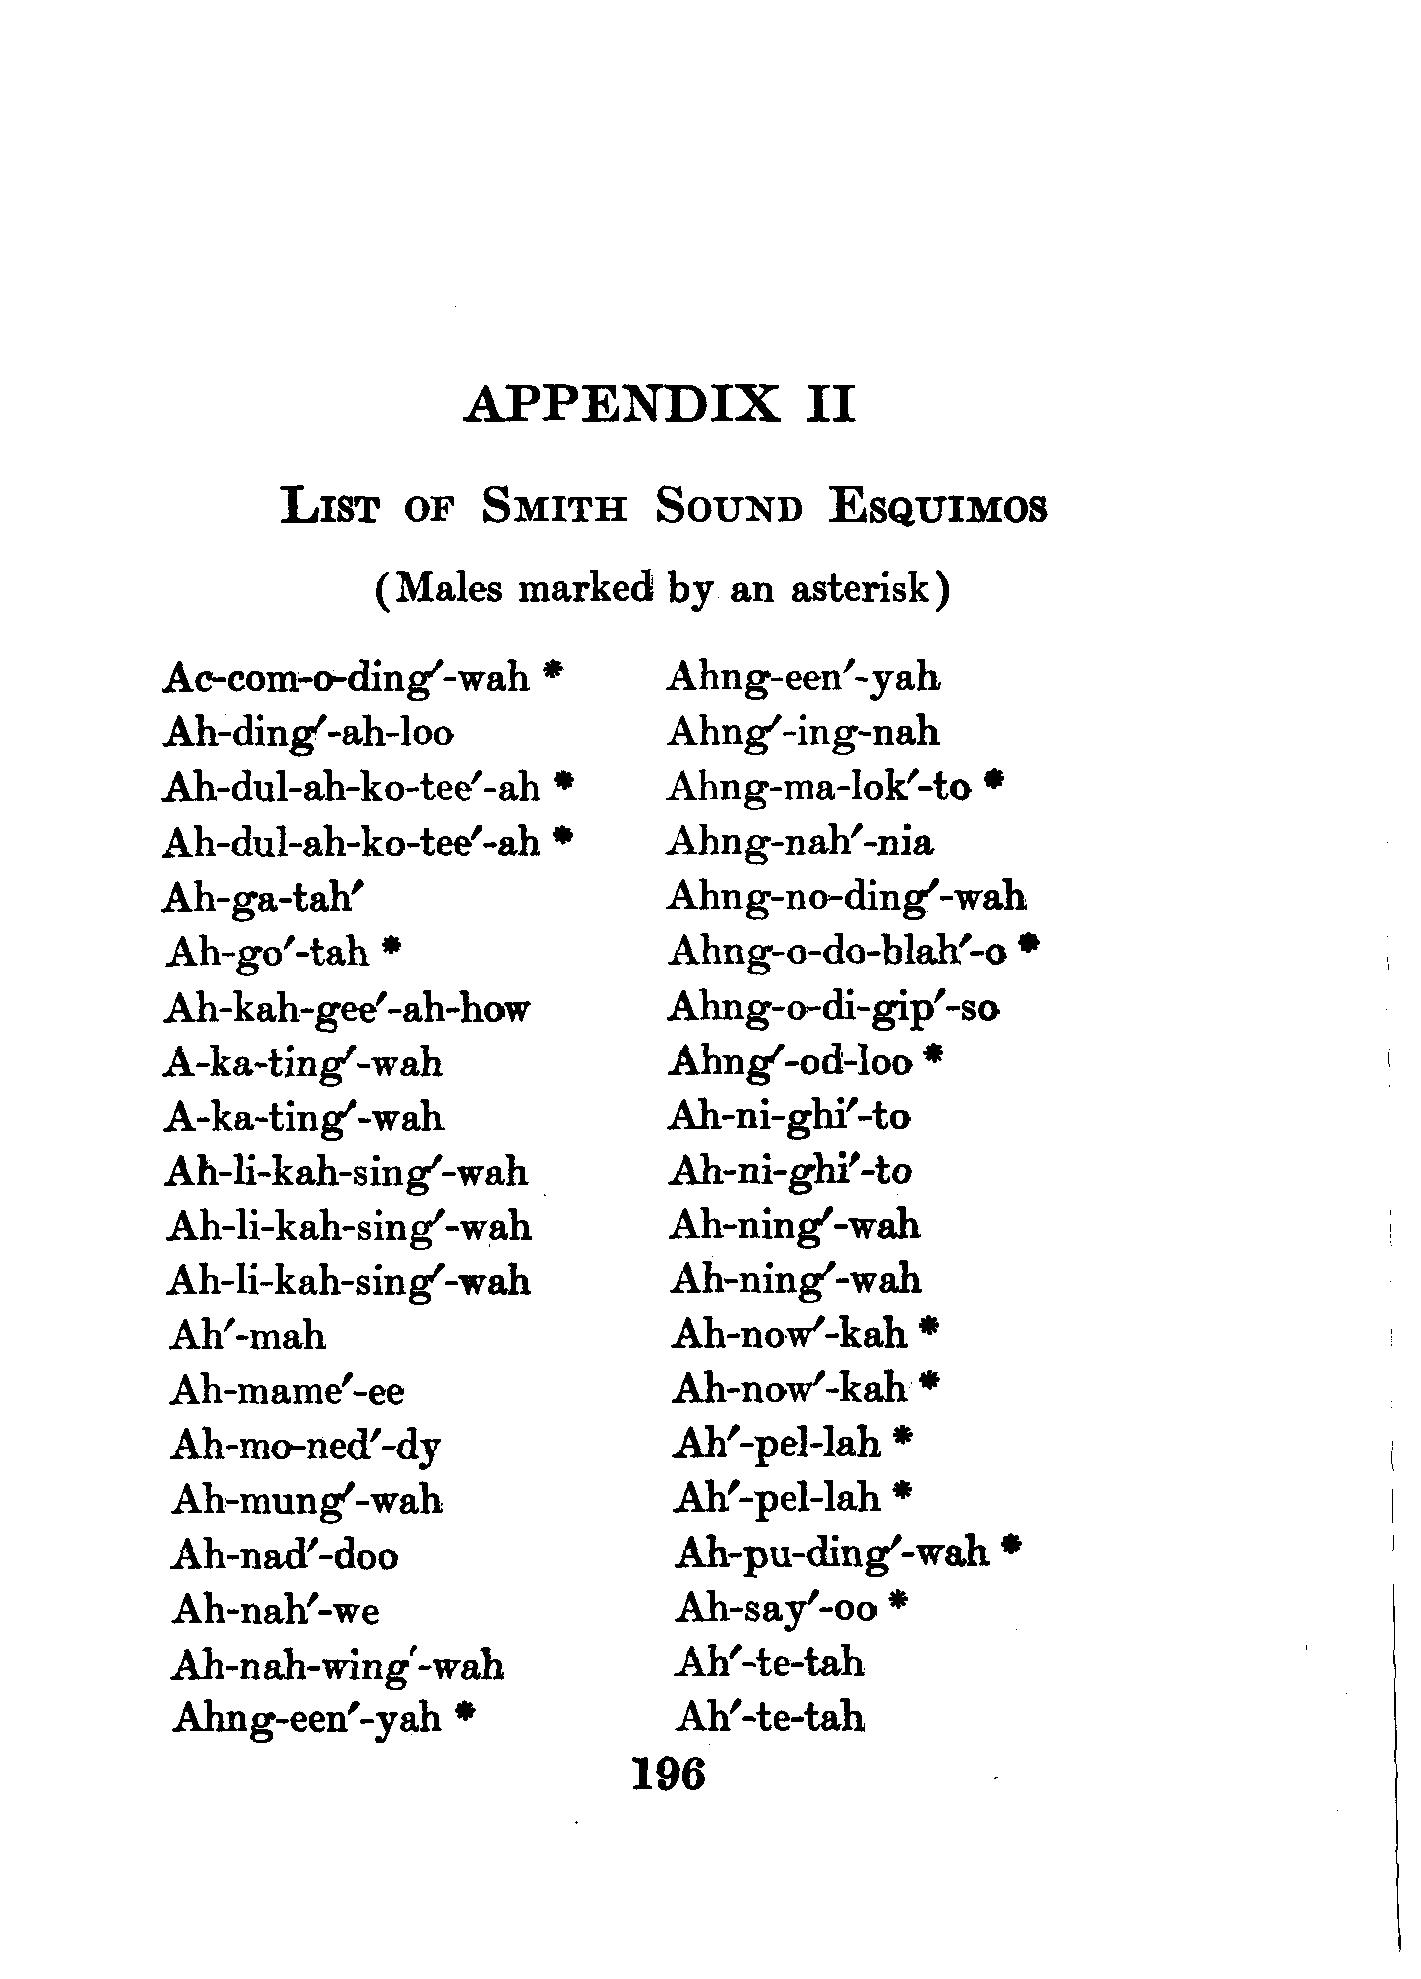 APPENDIX II
LIST OF SMITH SOUND ESQUIMOS
(Males marked by an asterisk)
Ac-com-o-ding′-wah *
Ah-ding′-ah-loo
Ah-dul-ah-ko-tee′-ah *
Ah-dul-ah-ko-tee′-ah *
Ah-ga-tah′
Ah-go′-tah *
Ah-kah-gee′-ah-how
A-ka-ting′-wah
A-ka-ting′-wah
Ah-li-kah-sing′-wah
Ah-li-kah-sing′-wah
Ah-li-kah-sing′-wah
Ah′-mah
Ah-mame′-ee
Ah-mo-ned′-dy
Ah-mung′-wah
Ah-nad′-doo
Ah-nah′-we
Ah-nah-wing′-wah
Ahng-een′-yah *
Ahng-een′-yah
Ahng′-ing-nah
Ahng-ma-lok′-to *
Ahng-nah′-nia
Ahng-no-ding′-wah
Ahng-o-do-blah′-o *
Ahng-o-di-gip′-so
Ahng′-od-loo *
Ah-ni-ghi′-to
Ah-ni-ghi′-to
Ah-ning′-wah
Ah-ning′-wah
Ah-now′-kah *
Ah-now′-kah *
Ah′-pel-lah *
Ah′-pel-lah *
Ah-pu-ding′-wah *
Ah-say′-oo *
Ah′-te-tah
Ah′-te-tah
196